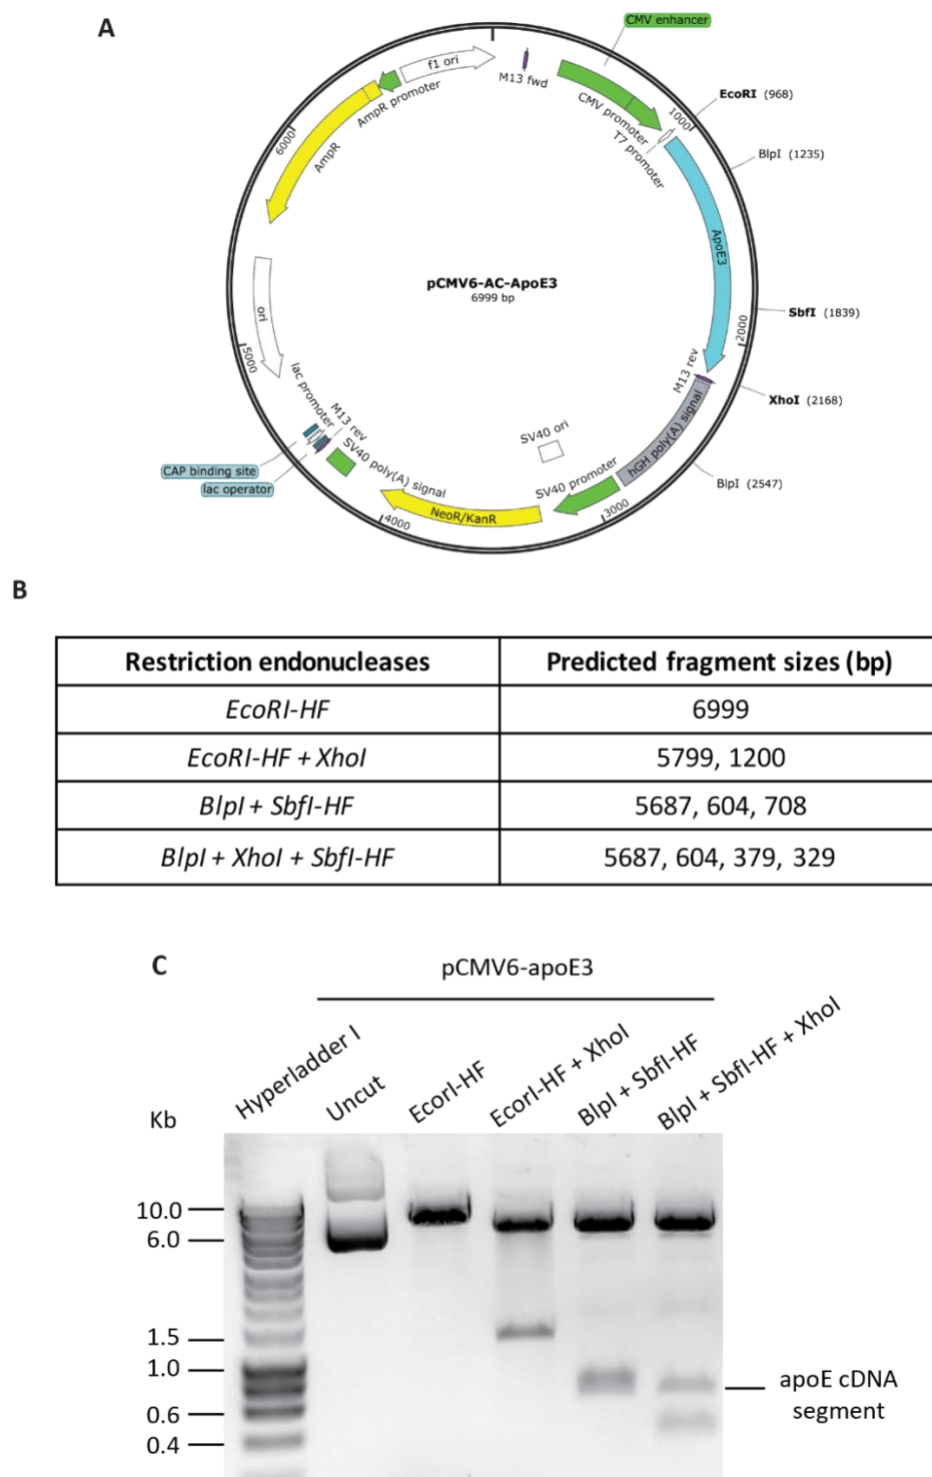 A
CMV enhancer
f1 ori
M13 fwd
AmpR promoter
CMV promoter
T7 promoter
EcoRI (968)
1000
BlpI (1235)
6000
AmpR
ApoE3
pCMV6-AC-ApoE3
6999 bp
SbfI (1839)
2000
ori
5000
M13 rev
XhoI (2168)
lac promoter
M13 rev
SV40 ori
hGH poly(A) signal
SV40 poly(A) signal
SV40 promoter
CAP binding site
lac operator
BlpI (2547)
NeoR/KanR
4000
3000
B
Restriction endonucleases Predicted fragment sizes (bp)
EcoRI-HF 6999
EcoRI-HF + XhoI 5799, 1200
BlpI + SbfI-HF 5687, 604, 708
BlpI + XhoI + SbfI-HF 5687, 604, 379, 329
C
pCMV6-apoE3
Kb
Hyperladder I
Uncut
EcorI-HF
EcorI-HF + XhoI
BlpI + SbfI-HF
BlpI + SbfI-HF + XhoI
10.0
6.0
1.5
1.0
0.6
0.4
apoE cDNA
segment